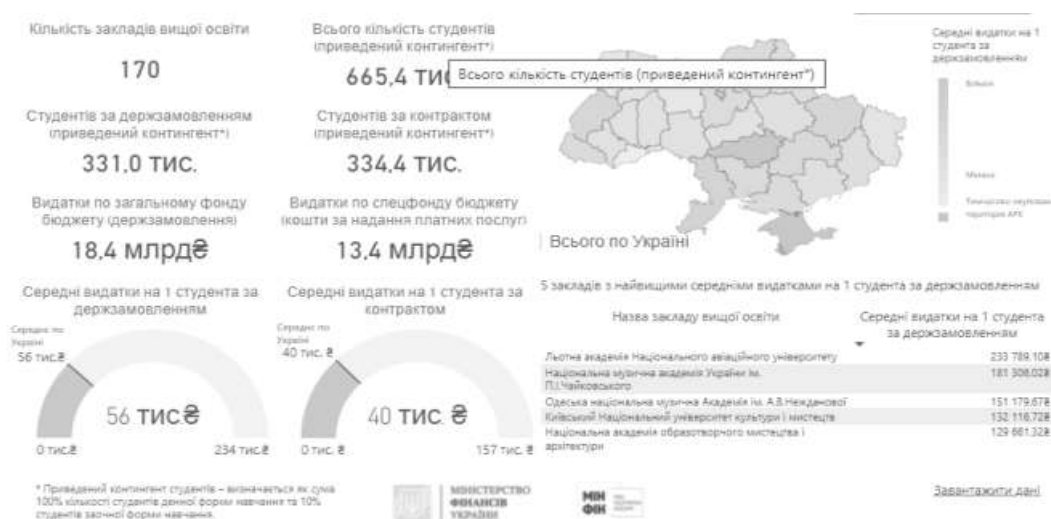 Кількість закладів вищої освіти
170
Всього кількість студентів
(приведений контингент*)
665,4 тис
Всього кількість студентів (приведений контингент*)
Студентів за держзамовленням
(приведений контингент*)
331,0 тис.
Студентів за контрактом
(приведений контингент*)
334,4 тис.
Видатки по загальному фонду
бюджету (держзамовлення)
18,4 млрд₴
Видатки по спецфонду бюджету
(кошти за надання платних послуг)
13,4 млрд₴
Середні видатки на 1 студента за
держзамовленням
Середнє по
Україні
56 тис.₴
56 тис.₴
0 тис.₴
234 тис.₴
Середні видатки на 1 студента за
контрактом
Середнє по
Україні
40 тис.₴
40 тис. ₴
0 тис.₴
157 тис.₴
Середні видатки на 1
студента за
держзамовленням
Більше
Менше
Тимчасово окупована
територія АРК
Всього по Україні
5 закладів з найвищими середніми видатками на 1 студента за держзамовленням
Назва закладу вищої освіти
Середні видатки на 1 студента
за держзамовленням
Льотна академія Національного авіаційного університету 233 789,10₴
Національна музична академія України ім.
П.І.Чайковського 181 306,02₴
Одеська національна музична Академія ім. А.В.Нежданової 151 179,67₴
Київський Національний університет культури і мистецтв 132 116,72₴
Національна академія образотворчого мистецтва і
архітектури 129 661,32₴
* Приведений контингент студентів – визначається як сума
100% кількості студентів денної форми навчання та 10%
студентів заочної форми навчання.
МІНІСТЕРСТВО
ФІНАНСІВ
УКРАЇНИ
МІН
ФІН
Завантажити дані